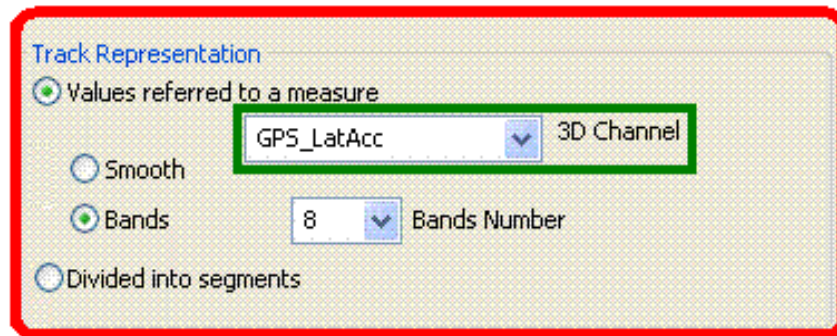 Track Representation
Values referred to a measure
GPS_LatAcc 3D Channel
Smooth
Bands 8 Bands Number
Divided into segments